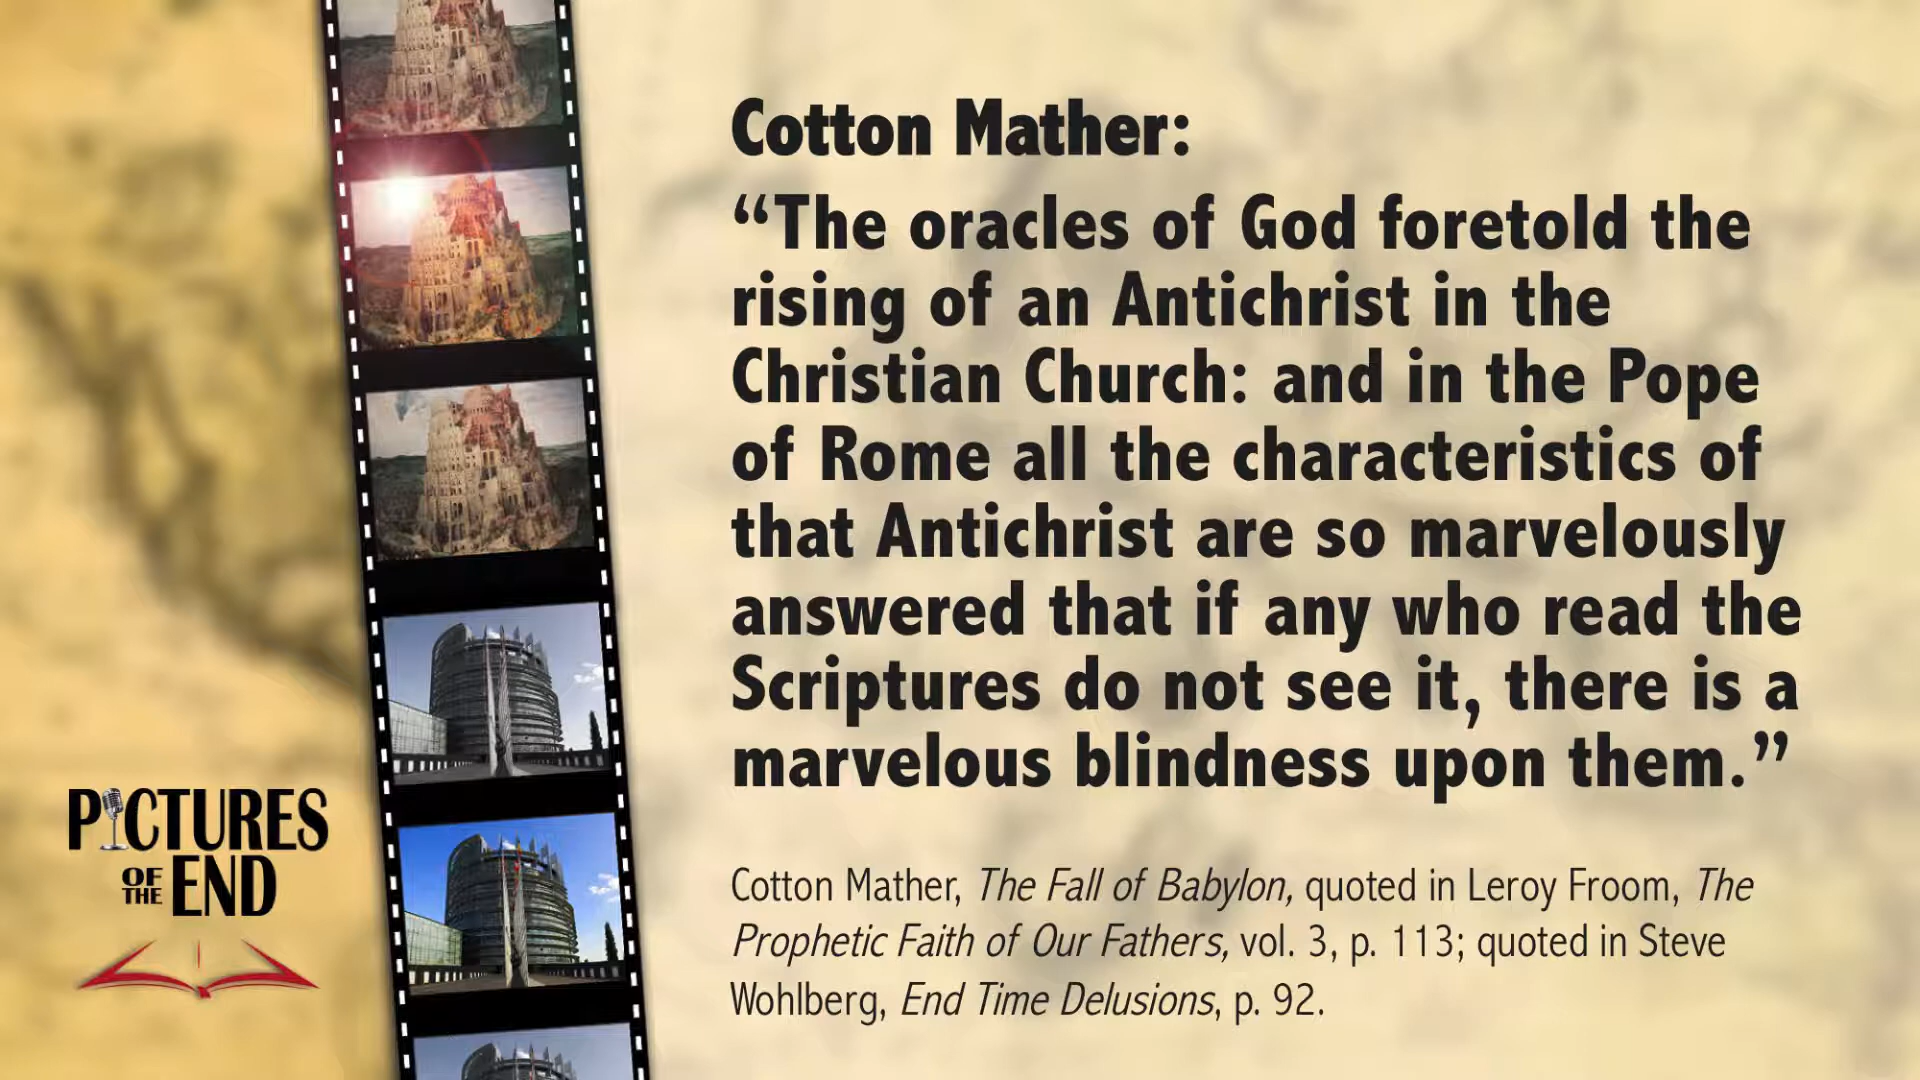 Cotton Mather:
“The oracles of God foretold the
rising of an Antichrist in the
Christian Church: and in the Pope
of Rome all the characteristics of
that Antichrist are so marvelously
answered that if any who read the
Scriptures do not see it, there is a
marvelous blindness upon them.”
Cotton Mather, The Fall of Babylon, quoted in Leroy Froom, The
Prophetic Faith of Our Fathers, vol. 3, p. 113; quoted in Steve
Wohlberg, End Time Delusions, p. 92.
PICTURES
OF THE END